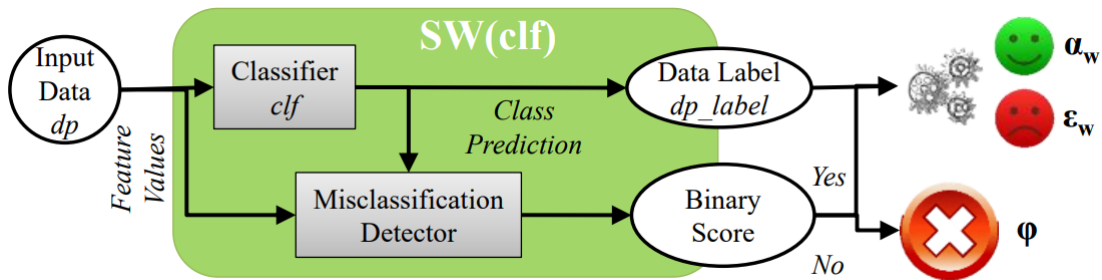 SW(clf)
Input
Data
dp
Feature
Values
Classifier
clf
Class
Prediction
Data Label
dp_label
αw
εw
Misclassification
Detector
Binary
Score
Yes
No
φ